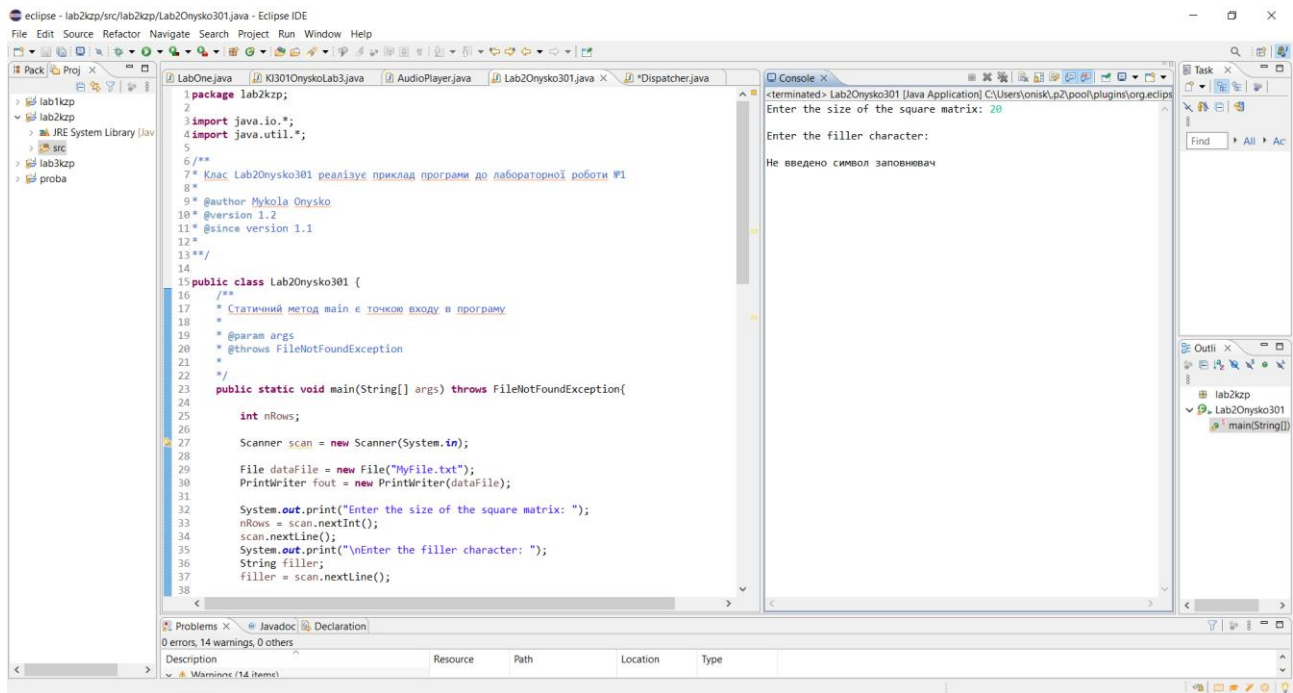 eclipse - lab2kzp/src/lab2kzp/Lab2Onysko301.java - Eclipse IDE
File Edit Source Refactor Navigate Search Project Run Window Help
Pack Proj
lab1kzp
lab2kzp
JRE System Library [Jav
src
lab3kzp
proba
LabOne.java KI301OnyskoLab3.java AudioPlayer.java Lab2Onysko301.java *Dispatcher.java
1 package lab2kzp;
2
3 import java.io.*;
4 import java.util.*;
5
6 /**
7 * Клас Lab2Onysko301 реалізує приклад програми до лабораторної роботи №1
8 *
9 * @author Mykola Onysko
10 * @version 1.2
11 * @since version 1.1
12 *
13 **/
14
15 public class Lab2Onysko301 {
16 /**
17 * Статичний метод main є точкою входу в програму
18 *
19 * @param args
20 * @throws FileNotFoundException
21 *
22 */
23 public static void main(String[] args) throws FileNotFoundException{
24
25 int nRows;
26
27 Scanner scan = new Scanner(System.in);
28
29 File dataFile = new File("MyFile.txt");
30 PrintWriter fout = new PrintWriter(dataFile);
31
32 System.out.print("Enter the size of the square matrix: ");
33 nRows = scan.nextInt();
34 scan.nextLine();
35 System.out.print("\nEnter the filler character: ");
36 String filler;
37 filler = scan.nextLine();
38
Console
<terminated> Lab2Onysko301 [Java Application] C:\Users\onisk\.p2\pool\plugins\org.eclips
Enter the size of the square matrix: 20
Enter the filler character:
Не введено символ заповнювач
Task
Find All Ac
Outli
lab2kzp
Lab2Onysko301
main(String[])
Problems Javadoc Declaration
0 errors, 14 warnings, 0 others
Description Resource Path Location Type
Warnings (14 items)